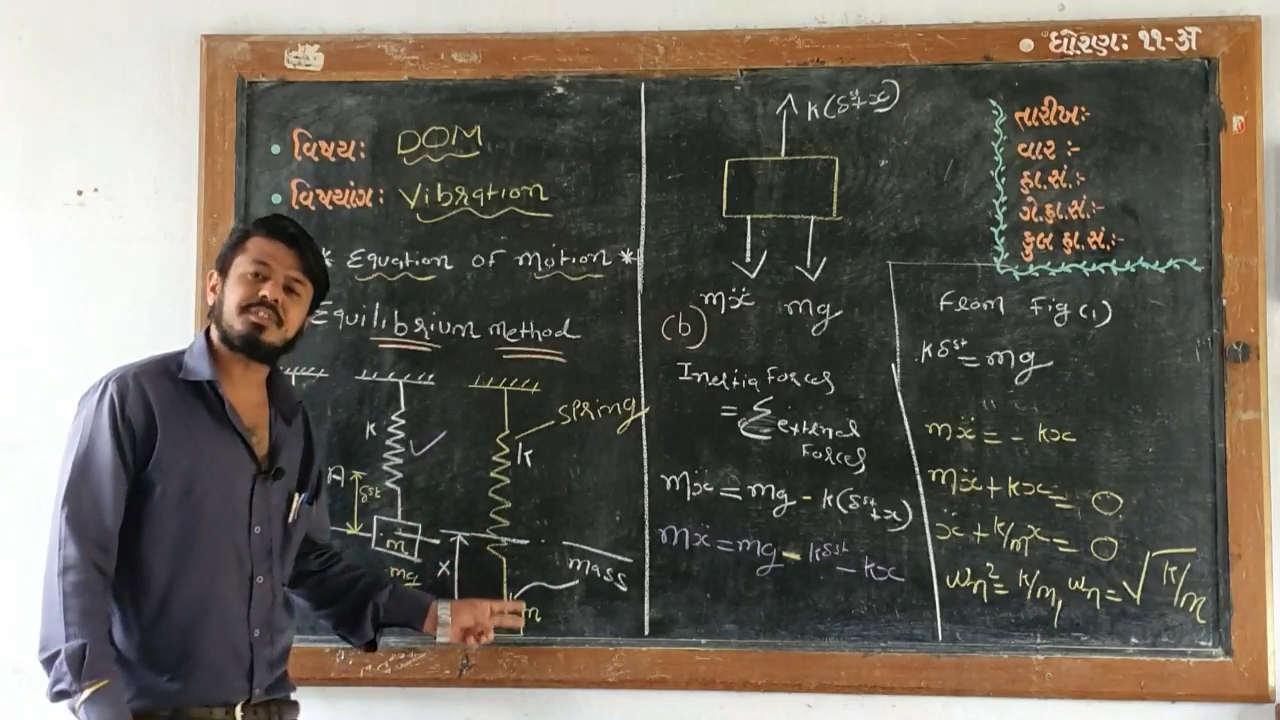 ધોરણ: ૧૧-અ
• વિષય: DOM
• વિષયાંગ: Vibration
* Equation of Motion *
Equilibrium Method
K
A
δst
m
mg
X
spring
K
mass
m
K(δst+x)
mẍ mg
(b)
Inertia Forces
= Σ external
Forces
mẍ = mg - K(δst
+x)
mẍ = mg - Kδst
- Kx
તારીખ:-
વાર :-
હા.સં.:-
ગે.હા.સં:-
કુલ હા.સં.:-
From Fig(1)
Kδst = mg
mẍ = - Kx
mẍ + Kx = 0
ẍ + K/m x = 0
ωn² = K/m, ωn = √K/m